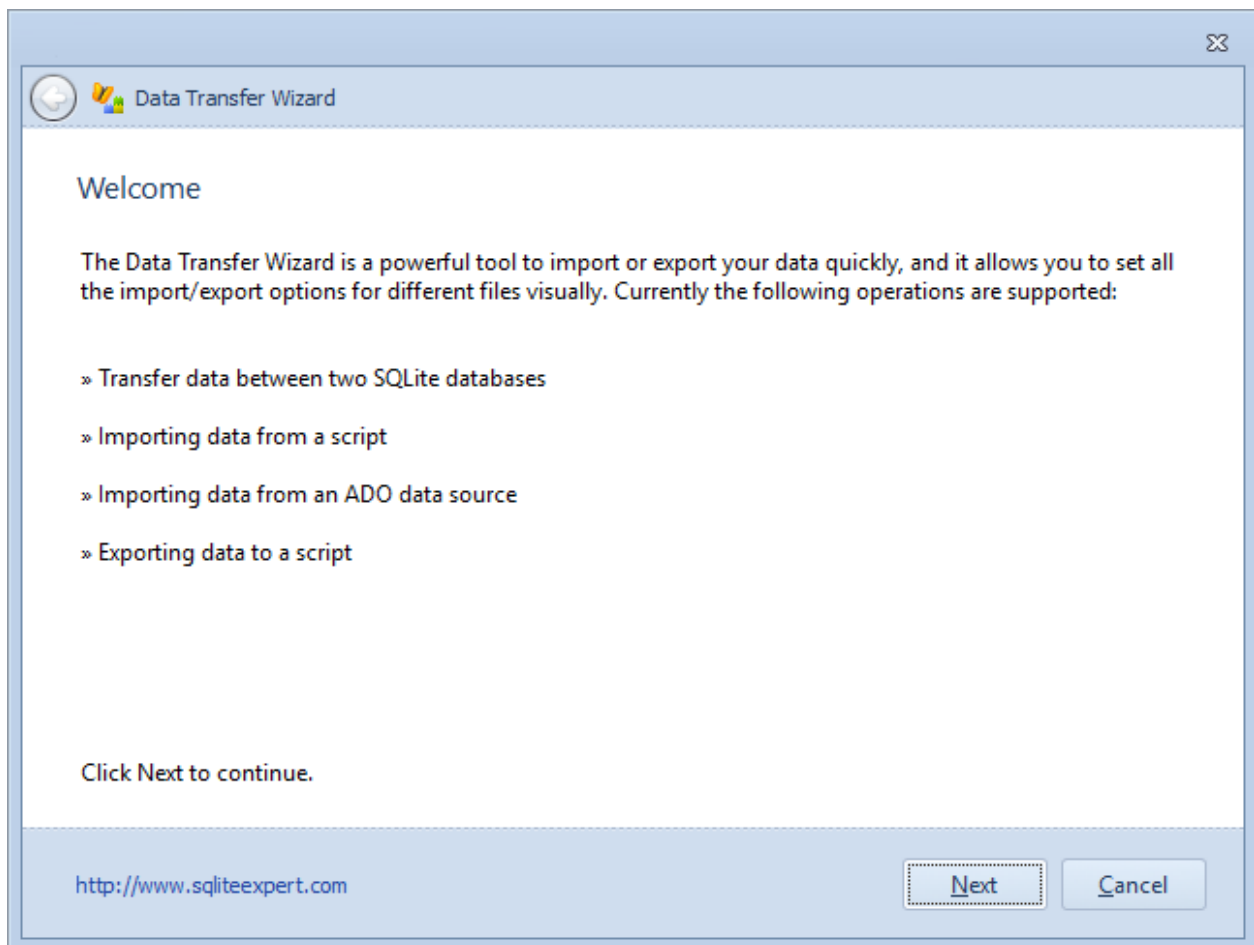 Data Transfer Wizard
Welcome
The Data Transfer Wizard is a powerful tool to import or export your data quickly, and it allows you to set all
the import/export options for different files visually. Currently the following operations are supported:
» Transfer data between two SQLite databases
» Importing data from a script
» Importing data from an ADO data source
» Exporting data to a script
Click Next to continue.
http://www.sqliteexpert.com
Next
Cancel